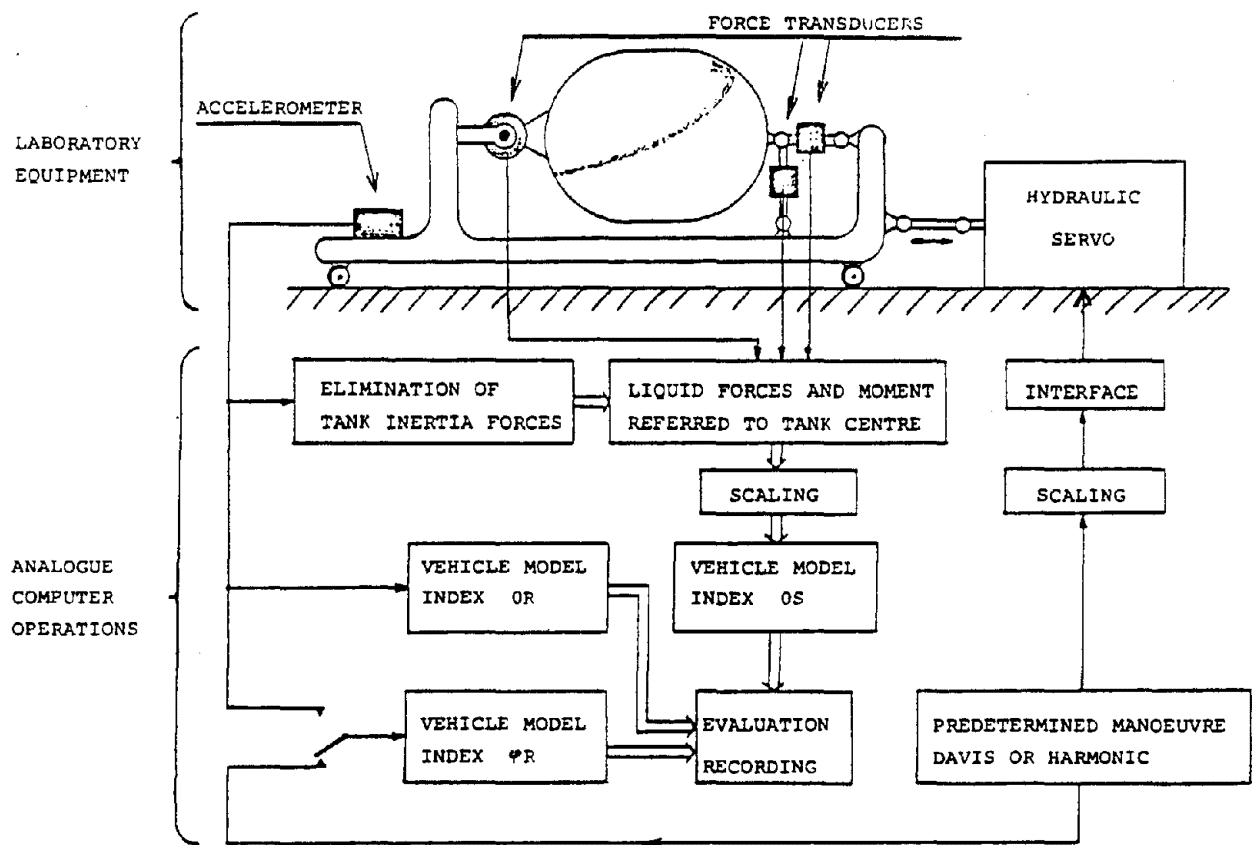 FORCE TRANSDUCERS
ACCELEROMETER
LABORATORY
EQUIPMENT
HYDRAULIC
SERVO
ELIMINATION OF
TANK INERTIA FORCES
LIQUID FORCES AND MOMENT
REFERRED TO TANK CENTRE
INTERFACE
SCALING
SCALING
ANALOGUE
COMPUTER
OPERATIONS
VEHICLE MODEL
INDEX 0R
VEHICLE MODEL
INDEX 0S
VEHICLE MODEL
INDEX φR
EVALUATION
RECORDING
PREDETERMINED MANOEUVRE
DAVIS OR HARMONIC